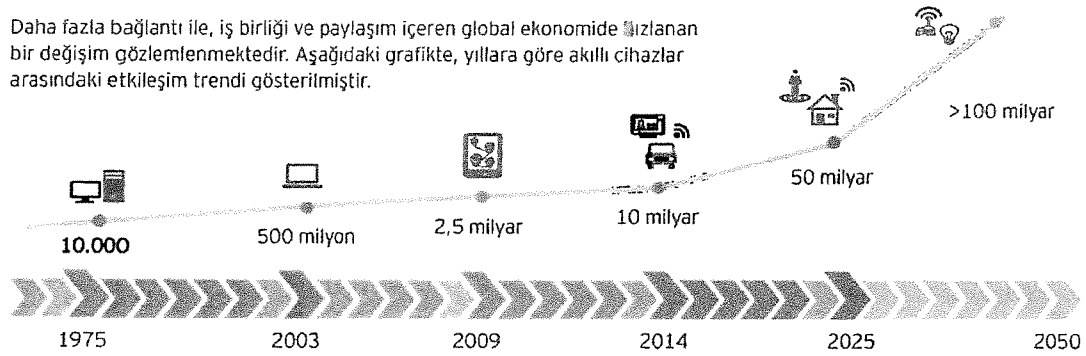 Daha fazla bağlantı ile, iş birliği ve paylaşım içeren global ekonomide hızlanan
bir değişim gözlemlenmektedir. Aşağıdaki grafikte, yıllara göre akıllı cihazlar
arasındaki etkileşim trendi gösterilmiştir.
>100 milyar
50 milyar
10 milyar
2,5 milyar
500 milyon
10.000
1975 2003 2009 2014 2025 2050